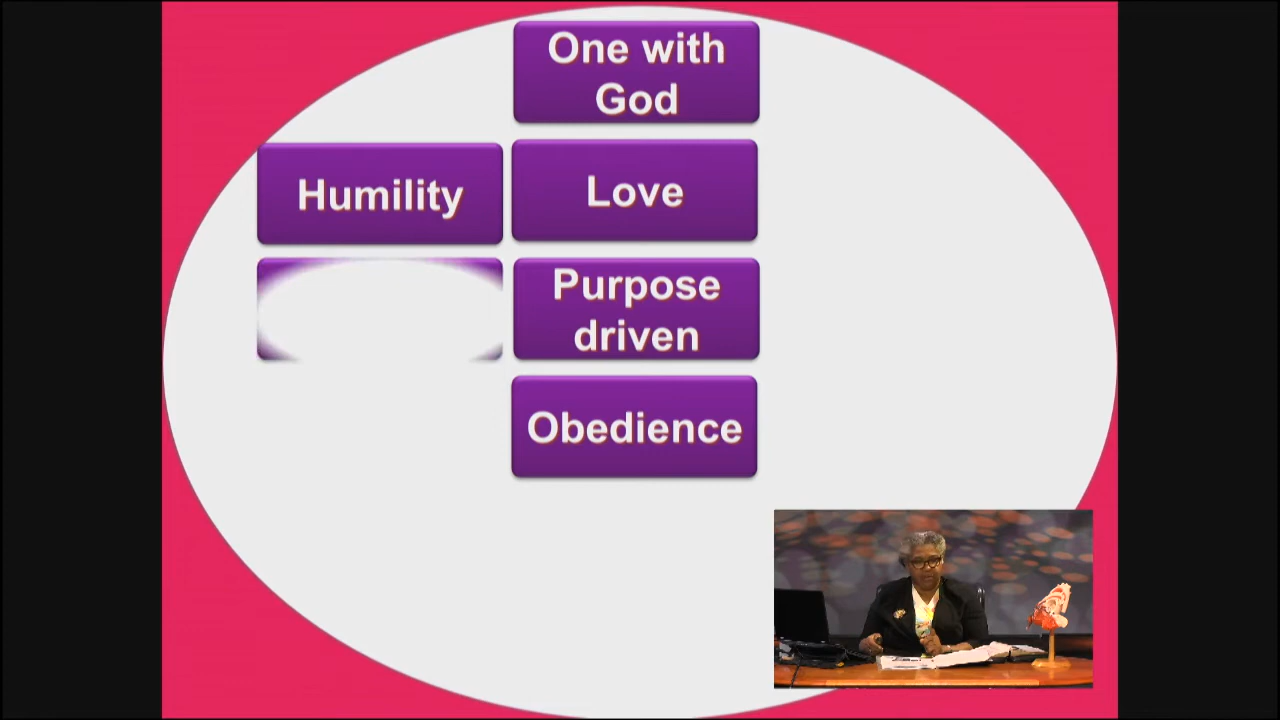 One with
God
Humility
Love
Purpose
driven
Obedience